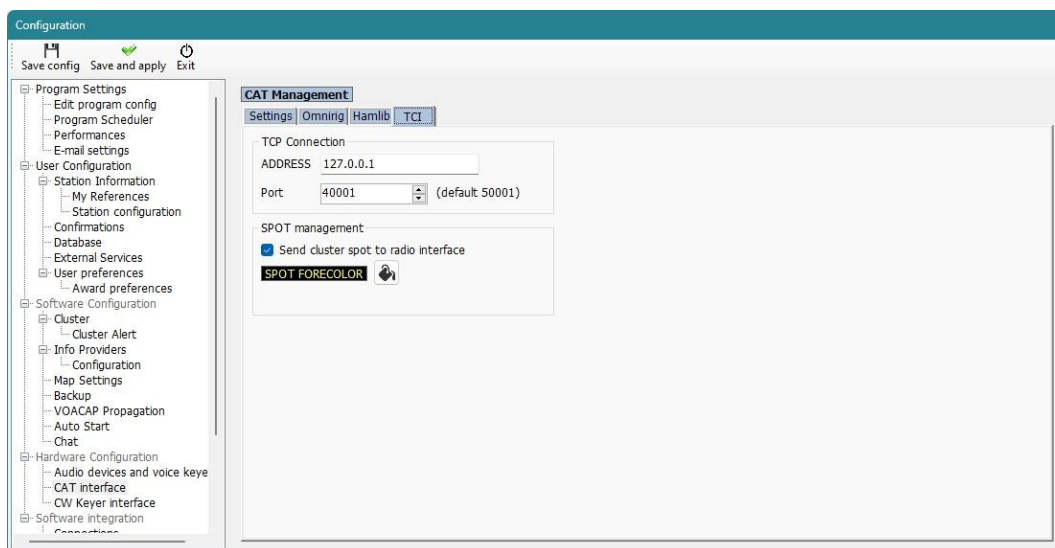 Configuration
Save config Save and apply Exit
Program Settings
Edit program config
Program Scheduler
Performances
E-mail settings
User Configuration
Station Information
My References
Station configuration
Confirmations
Database
External Services
User preferences
Award preferences
Software Configuration
Cluster
Cluster Alert
Info Providers
Configuration
Map Settings
Backup
VOACAP Propagation
Auto Start
Chat
Hardware Configuration
Audio devices and voice keye
CAT interface
CW Keyer interface
Software integration
Connections
CAT Management
Settings Omnirig Hamlib TCI
TCP Connection
ADDRESS 127.0.0.1
Port 40001 (default 50001)
SPOT management
Send cluster spot to radio interface
SPOT FORECOLOR